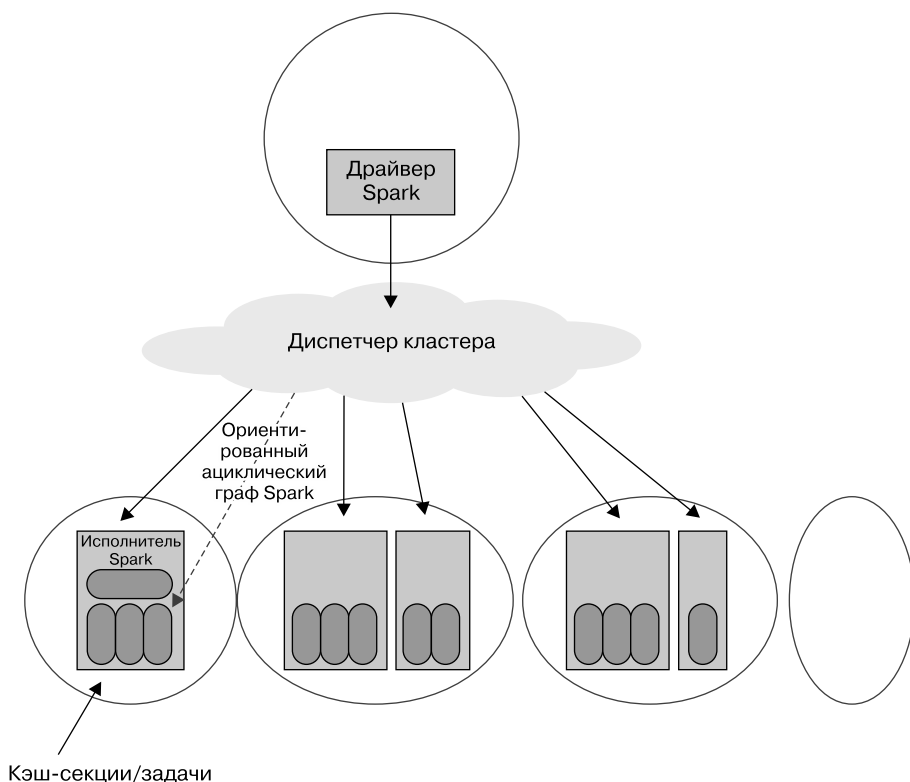 Драйвер
Spark
Диспетчер кластера
Ориенти-
рованный
ациклический
граф Spark
Исполнитель
Spark
Кэш-секции/задачи